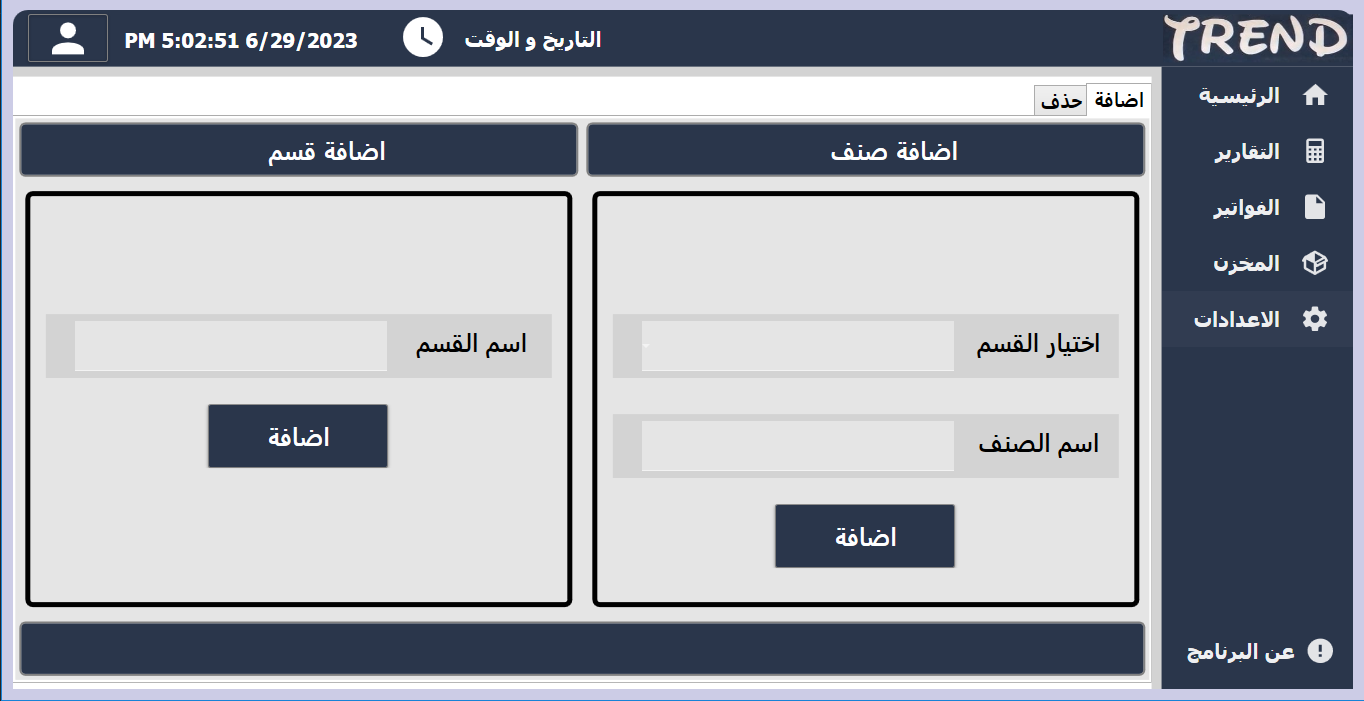 TREND
التاريخ و الوقت
PM 5:02:51 6/29/2023
الرئيسية
التقارير
الفواتير
المخزن
الاعدادات
عن البرنامج
اضافة
حذف
اضافة صنف
اختيار القسم
اسم الصنف
اضافة
اضافة قسم
اسم القسم
اضافة